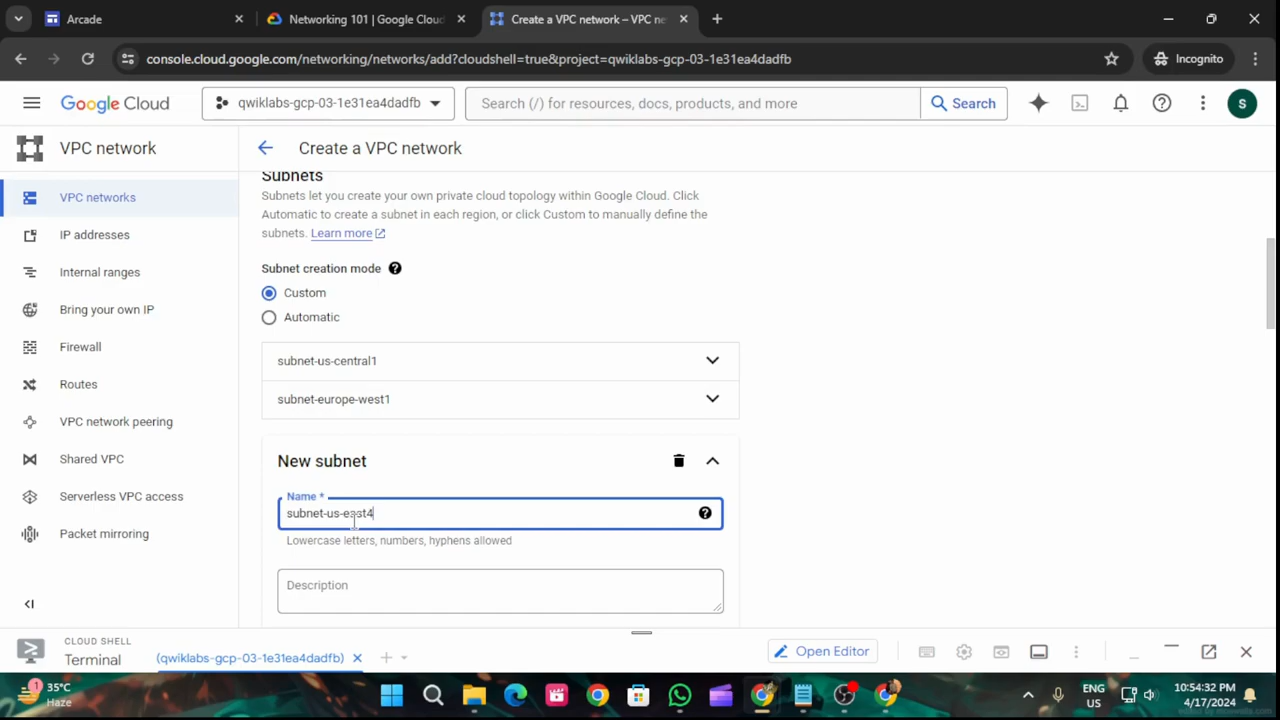 Arcade
Networking 101 | Google Cloud
Create a VPC network – VPC ne
console.cloud.google.com/networking/networks/add?cloudshell=true&project=qwiklabs-gcp-03-1e31ea4dadfb
Incognito
Google Cloud
qwiklabs-gcp-03-1e31ea4dadfb
Search (/) for resources, docs, products, and more
Search
S
VPC network
Create a VPC network
VPC networks
IP addresses
Internal ranges
Bring your own IP
Firewall
Routes
VPC network peering
Shared VPC
Serverless VPC access
Packet mirroring
Subnets
Subnets let you create your own private cloud topology within Google Cloud. Click
Automatic to create a subnet in each region, or click Custom to manually define the
subnets. Learn more
Subnet creation mode
Custom
Automatic
subnet-us-central1
subnet-europe-west1
New subnet
Name *
subnet-us-east4
Lowercase letters, numbers, hyphens allowed
Description
CLOUD SHELL
Terminal
(qwiklabs-gcp-03-1e31ea4dadfb)
Open Editor
1
35°C
Haze
ENG
US
10:54:32 PM
4/17/2024